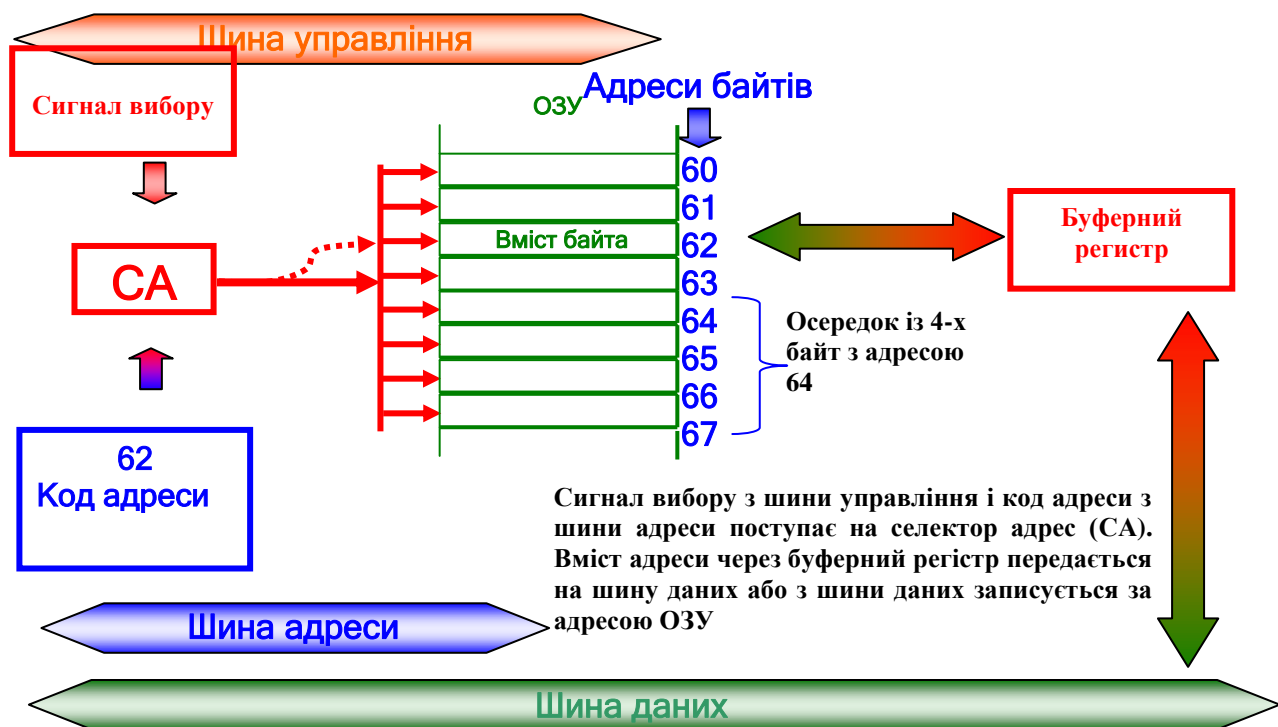 Шина управління
Сигнал вибору
ОЗУ
Адреси байтів
60
61
Вміст байта
62
63
64
65
66
67
СА
Буферний
регистр
Осередок із 4-х
байт з адресою
64
62
Код адреси
Сигнал вибору з шини управління і код адреси з
шини адреси поступає на селектор адрес (СА).
Вміст адреси через буферний регістр передається
на шину даних або з шини даних записується за
адресою ОЗУ
Шина адреси
Шина даних